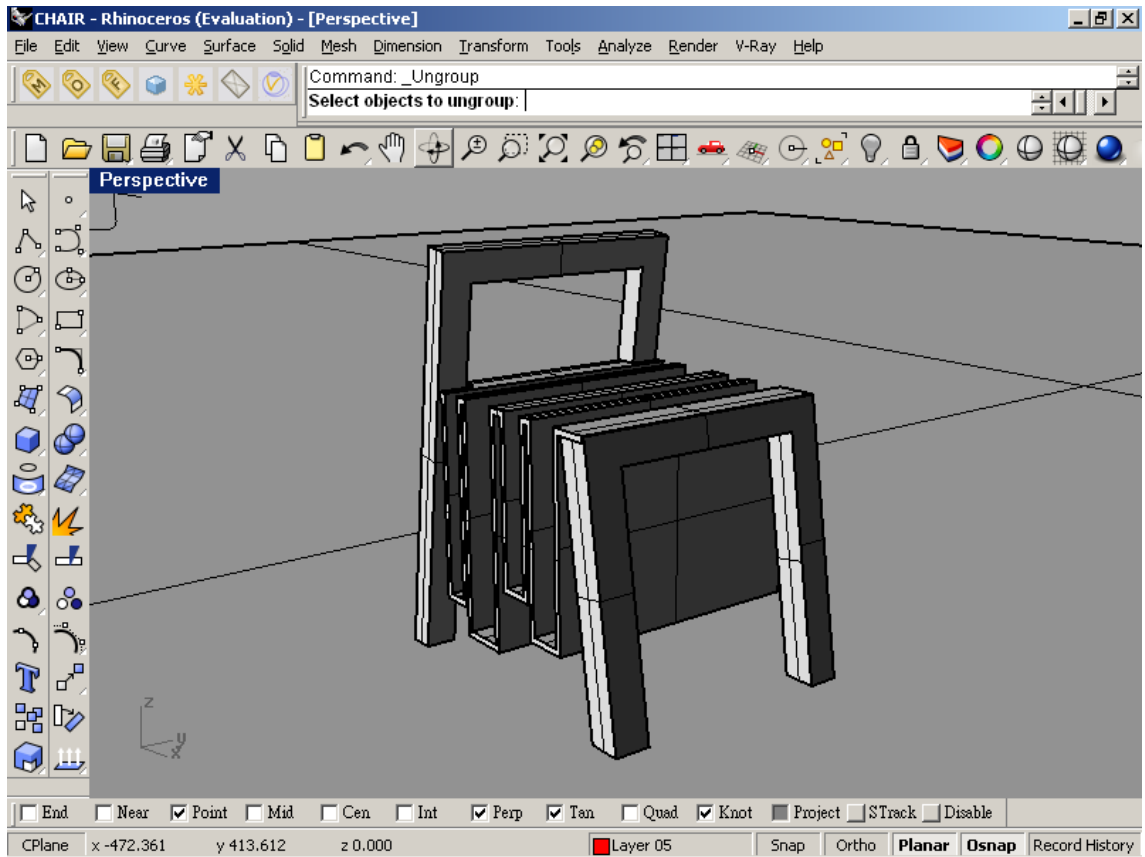 CHAIR - Rhinoceros (Evaluation) - [Perspective]
File Edit View Curve Surface Solid Mesh Dimension Transform Tools Analyze Render V-Ray Help
M O F
Command: _Ungroup
Select objects to ungroup:
Perspective
T
z
y
x
End Near Point Mid Cen Int Perp Tan Quad Knot Project STrack Disable
CPlane x -472.361 y 413.612 z 0.000 Layer 05 Snap Ortho Planar Osnap Record History